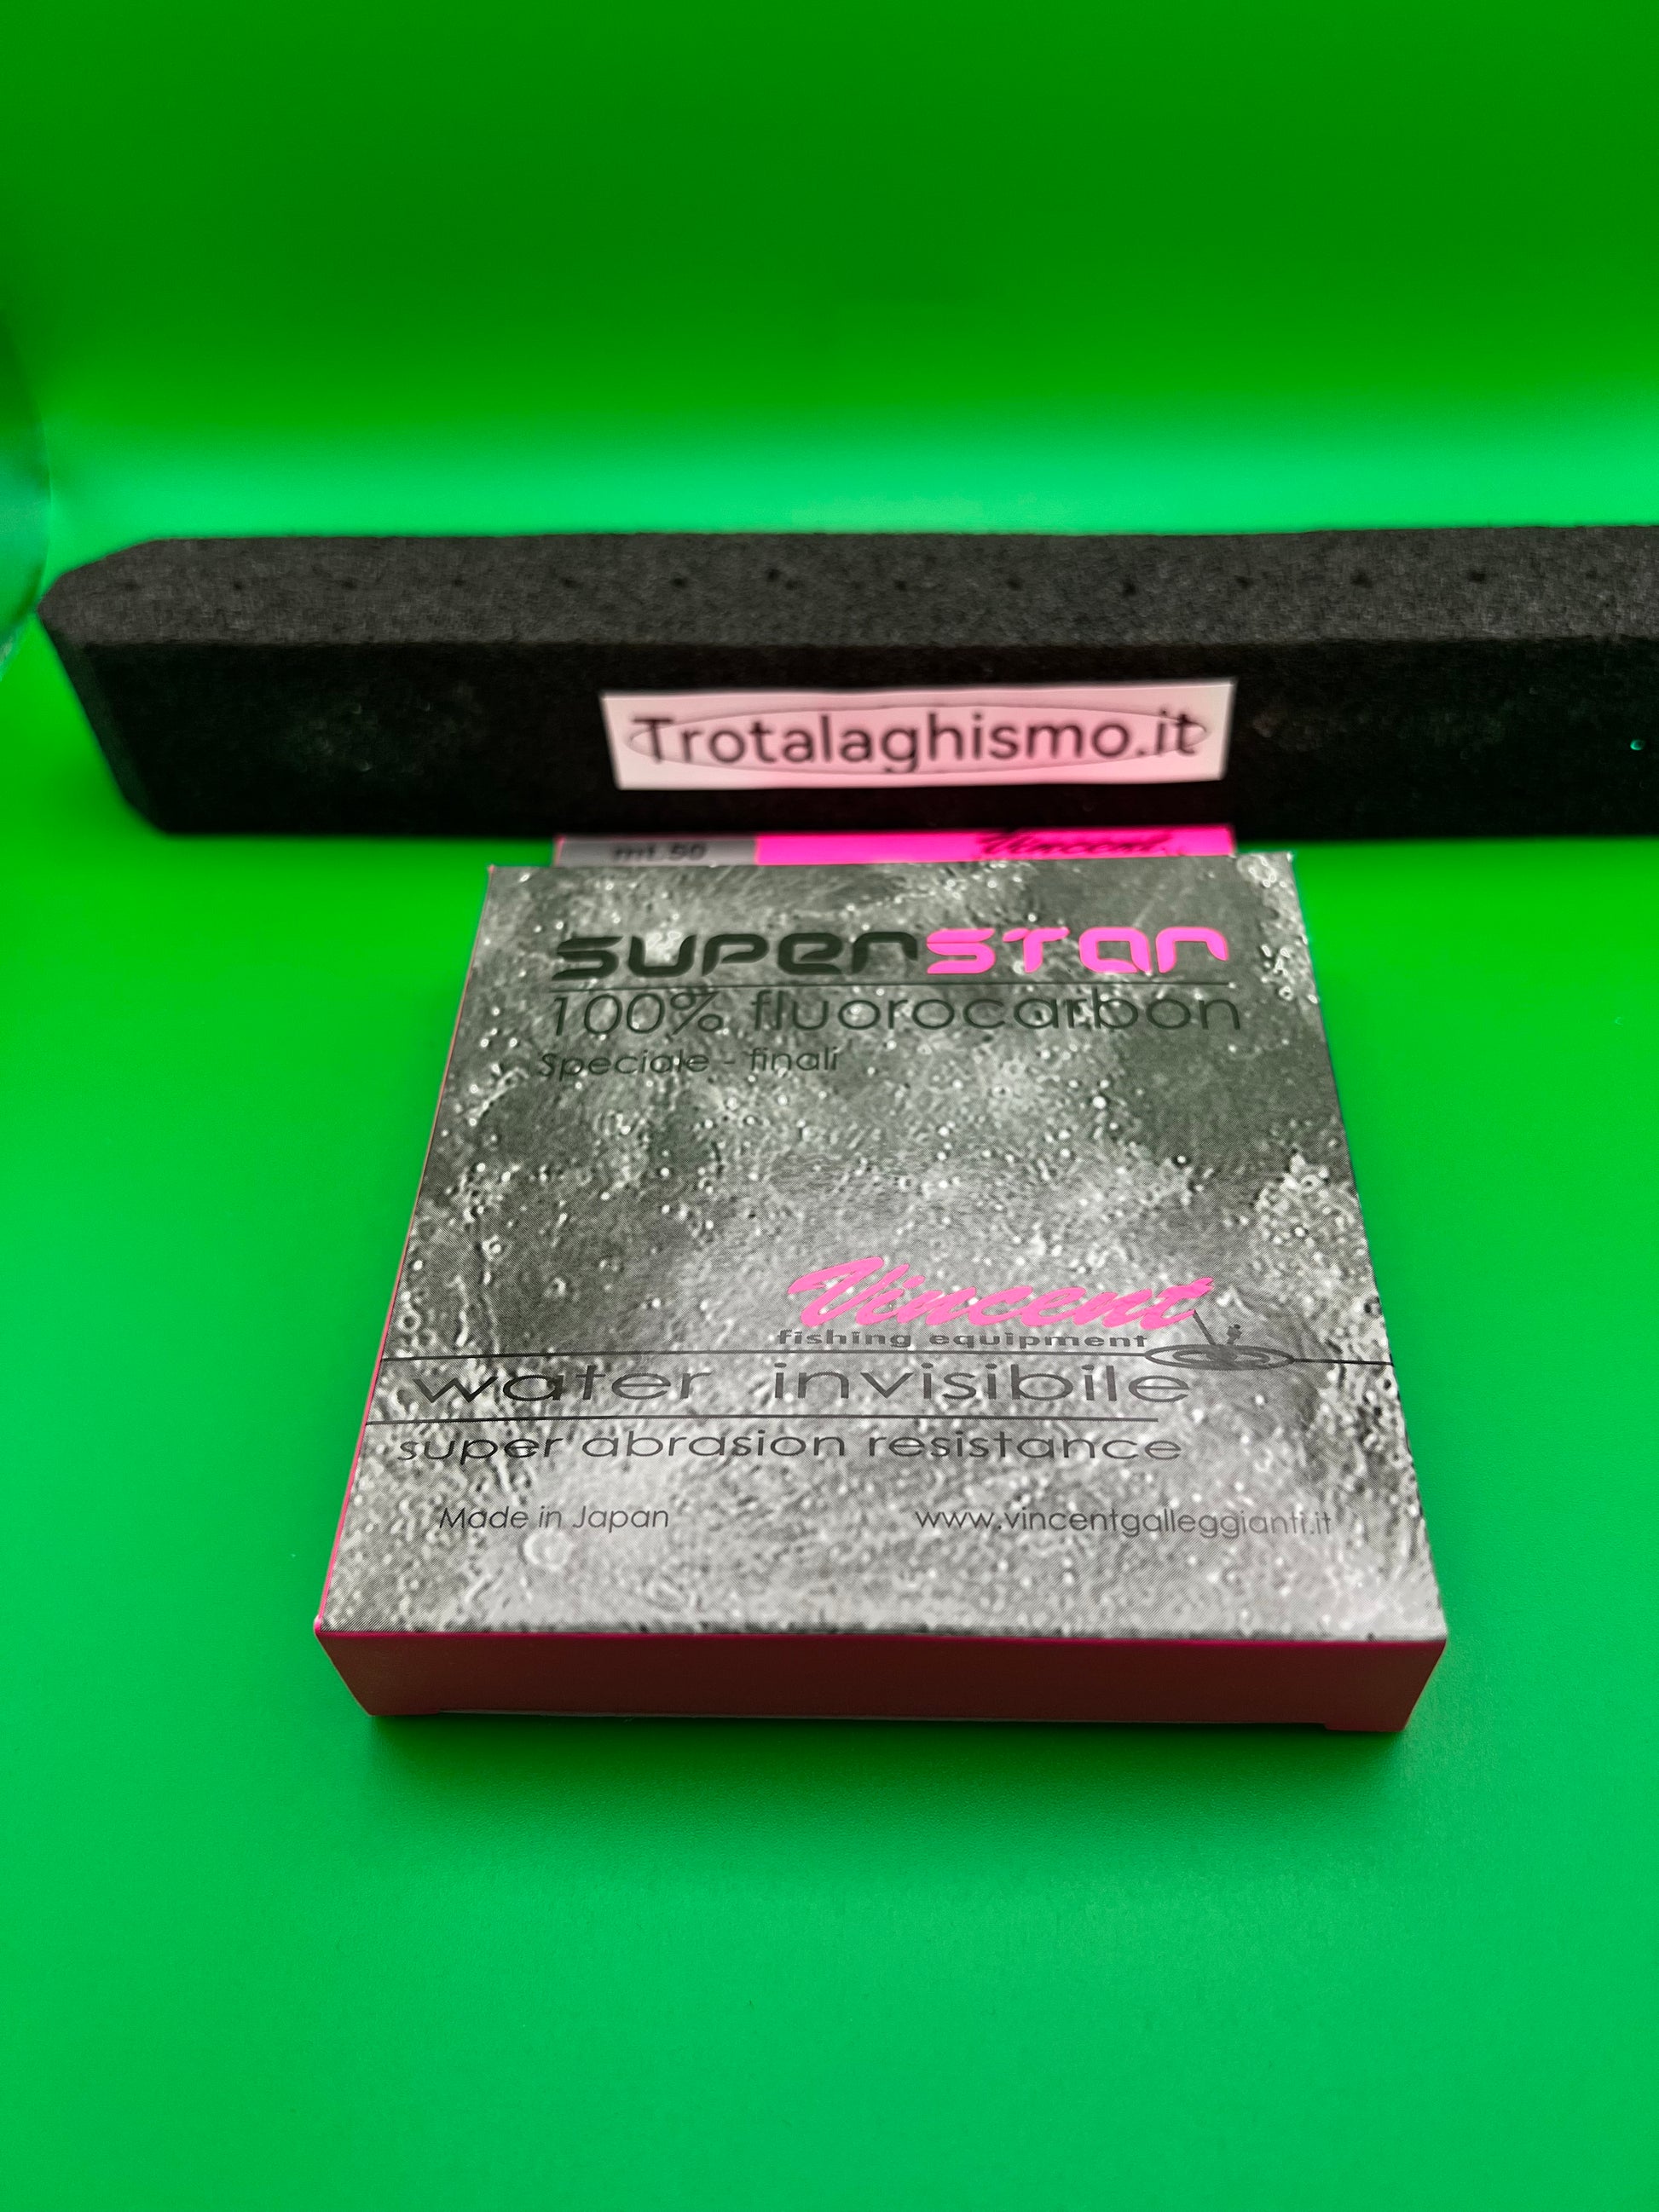 Trotalaghismo.it
mt.50 Vincent
superstar
100% fluorocarbon
Speciale - finali
Vincent
fishing equipment
water invisibile
super abrasion resistance
Made in Japan www.vincentgalleggianti.it